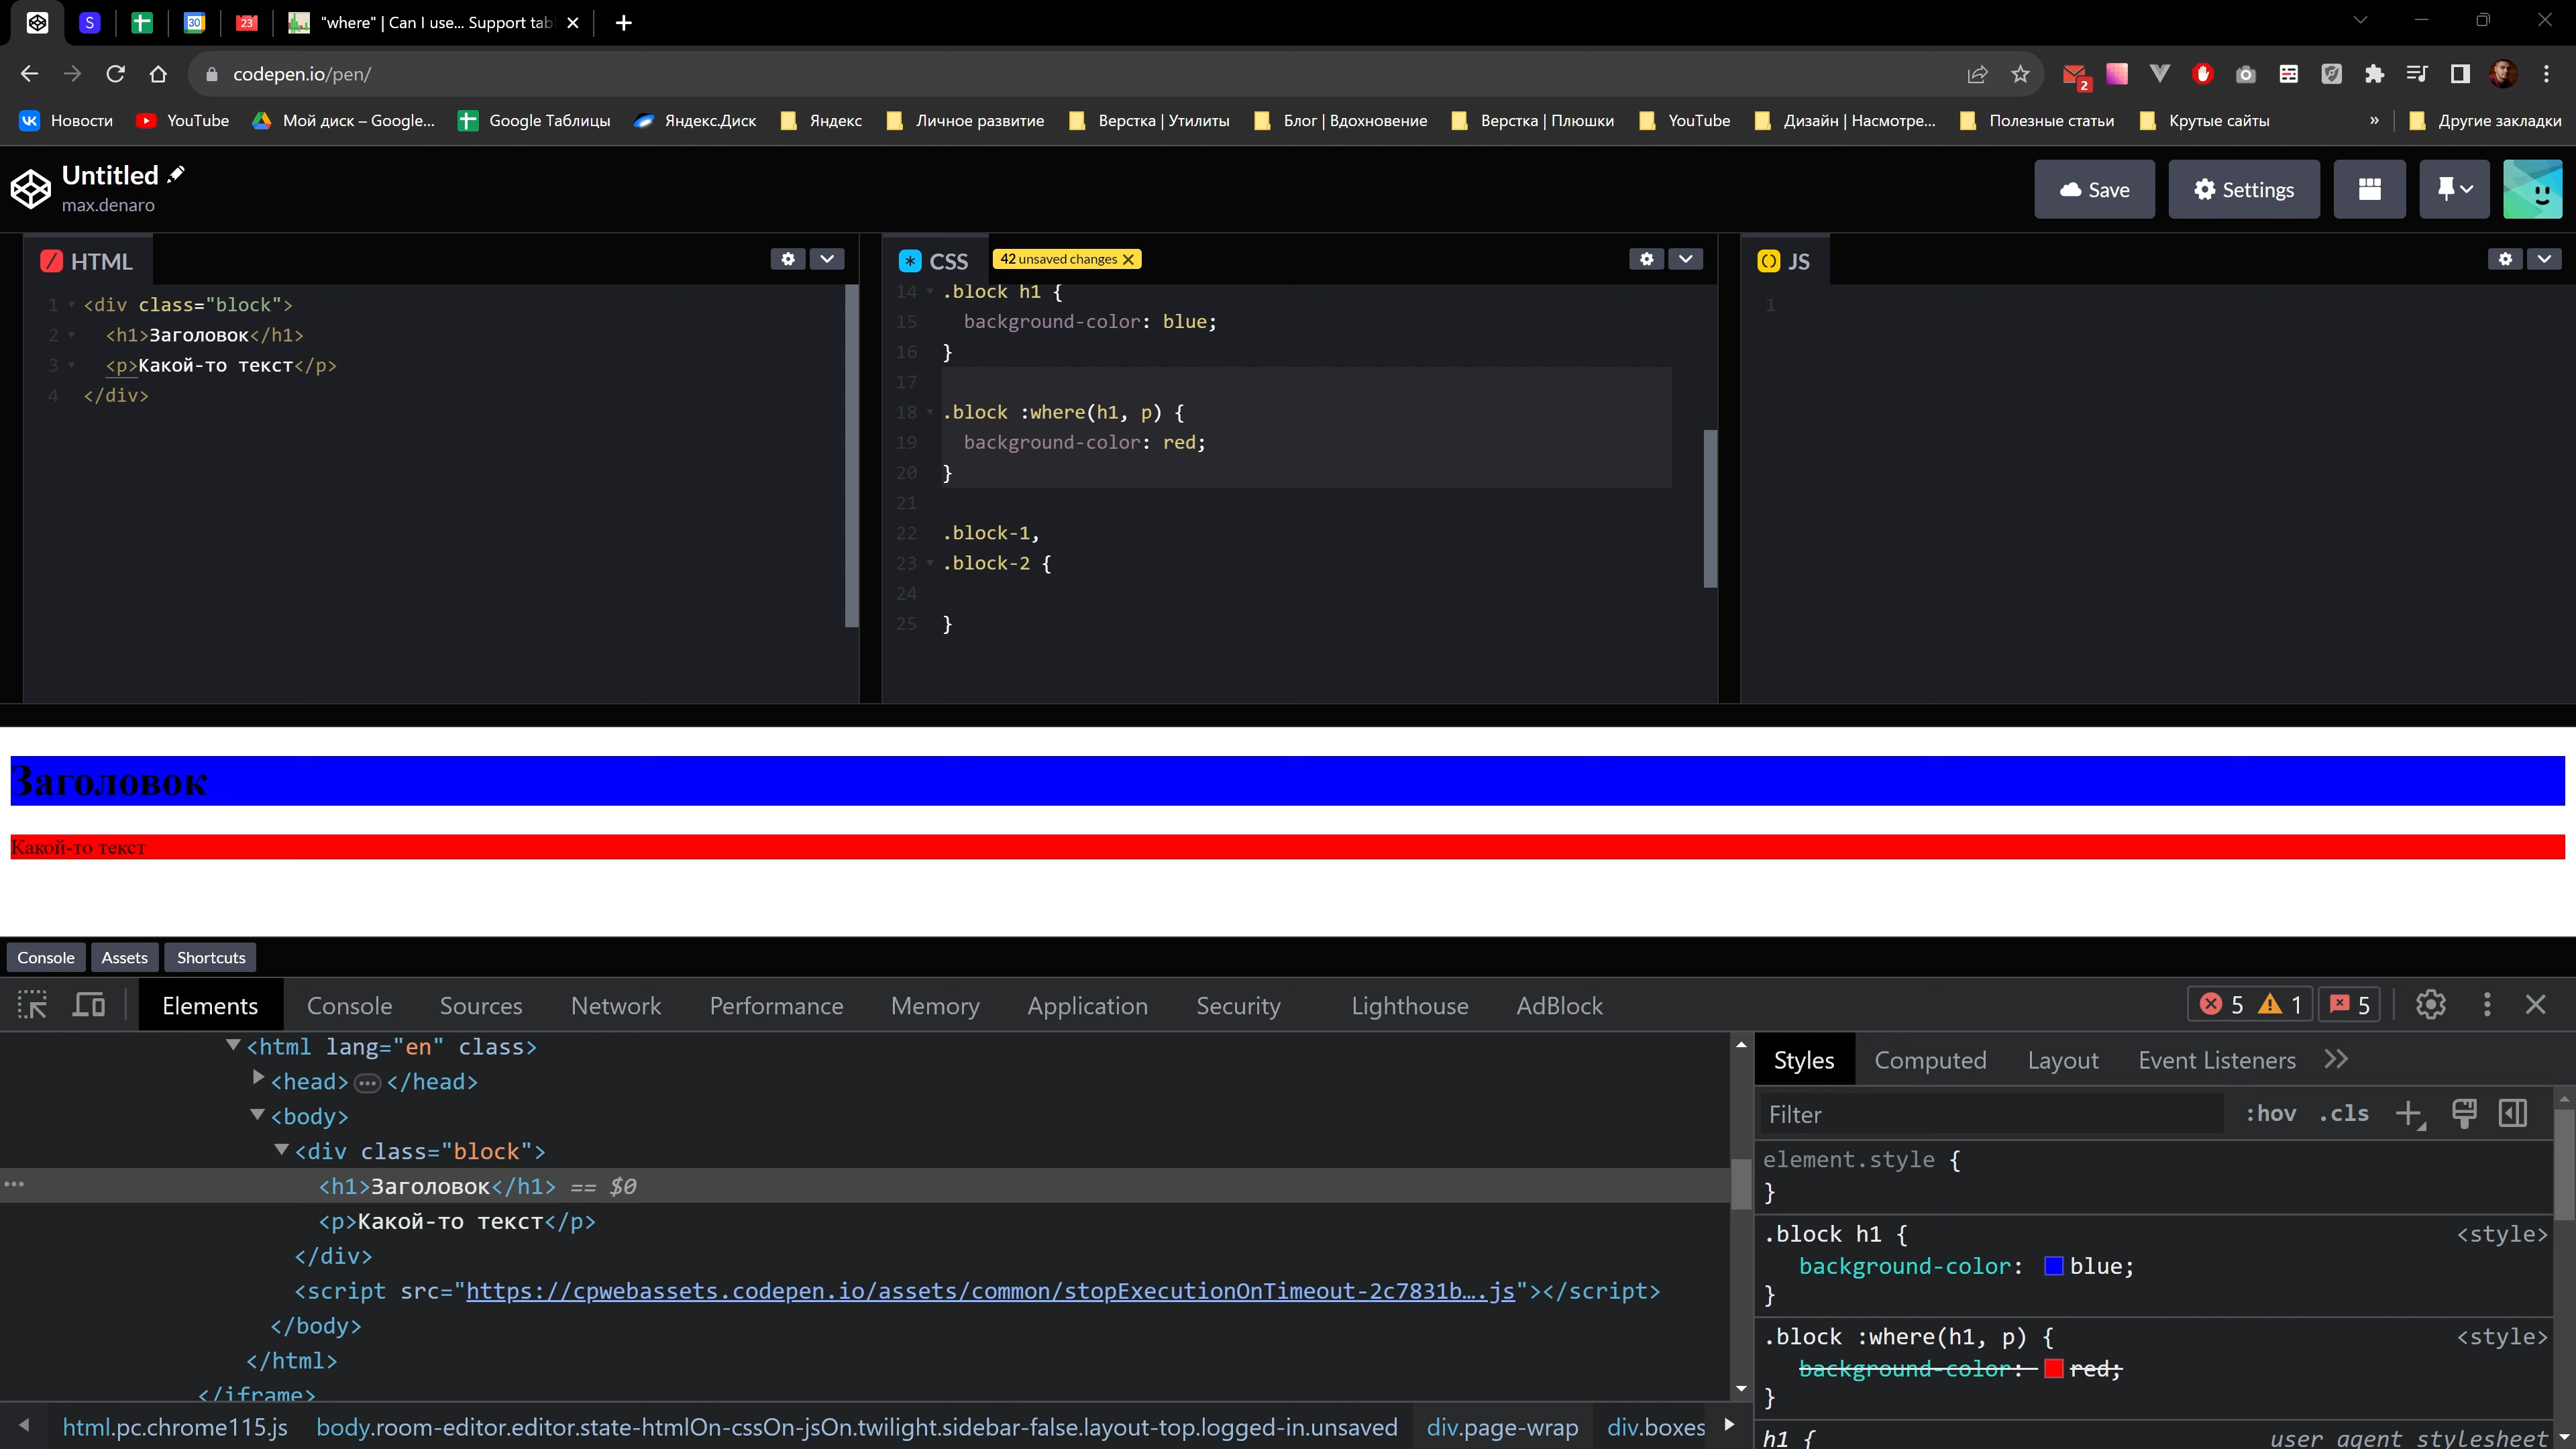 "where" | Can I use... Support tab
codepen.io/pen/
2
Новости
YouTube
Мой диск – Google...
Google Таблицы
Яндекс.Диск
Яндекс
Личное развитие
Верстка | Утилиты
Блог | Вдохновение
Верстка | Плюшки
YouTube
Дизайн | Насмотре...
Полезные статьи
Крутые сайты
»
Другие закладки
Untitled
max.denaro
Save
Settings
HTML
1 <div class="block">
2 <h1>Заголовок</h1>
3 <p>Какой-то текст</p>
4 </div>
CSS
42 unsaved changes
14 .block h1 {
15 background-color: blue;
16 }
17
18 .block :where(h1, p) {
19 background-color: red;
20 }
21
22 .block-1,
23 .block-2 {
24
25 }
JS
1
Заголовок
Какой-то текст
Console
Assets
Shortcuts
Elements
Console
Sources
Network
Performance
Memory
Application
Security
Lighthouse
AdBlock
5
1
5
<html lang="en" class>
<head> ... </head>
<body>
<div class="block">
<h1>Заголовок</h1> == $0
<p>Какой-то текст</p>
</div>
<script src="https://cpwebassets.codepen.io/assets/common/stopExecutionOnTimeout-2c7831b….js"></script>
</body>
</html>
</iframe>
html.pc.chrome115.js
body.room-editor.editor.state-htmlOn-cssOn-jsOn.twilight.sidebar-false.layout-top.logged-in.unsaved
div.page-wrap
div.boxes
Styles
Computed
Layout
Event Listeners
Filter
:hov
.cls
element.style {
}
.block h1 { <style>
background-color: blue;
}
.block :where(h1, p) { <style>
background-color: red;
}
h1 { user agent stylesheet